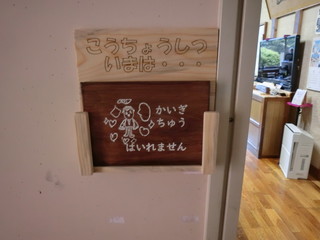 こうちょうしつ
いまは・・・
かいぎ
ちゅう
はいれません